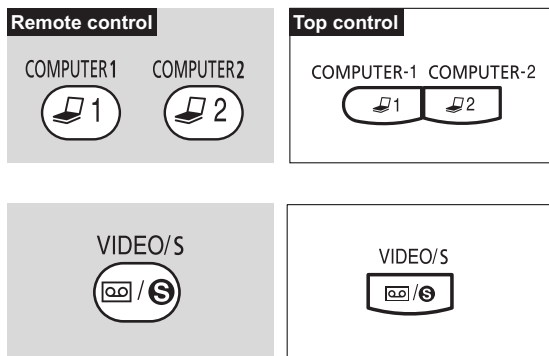 Remote control
COMPUTER1 COMPUTER2
1 2
Top control
COMPUTER-1 COMPUTER-2
1 2
VIDEO/S
/S
VIDEO/S
/S